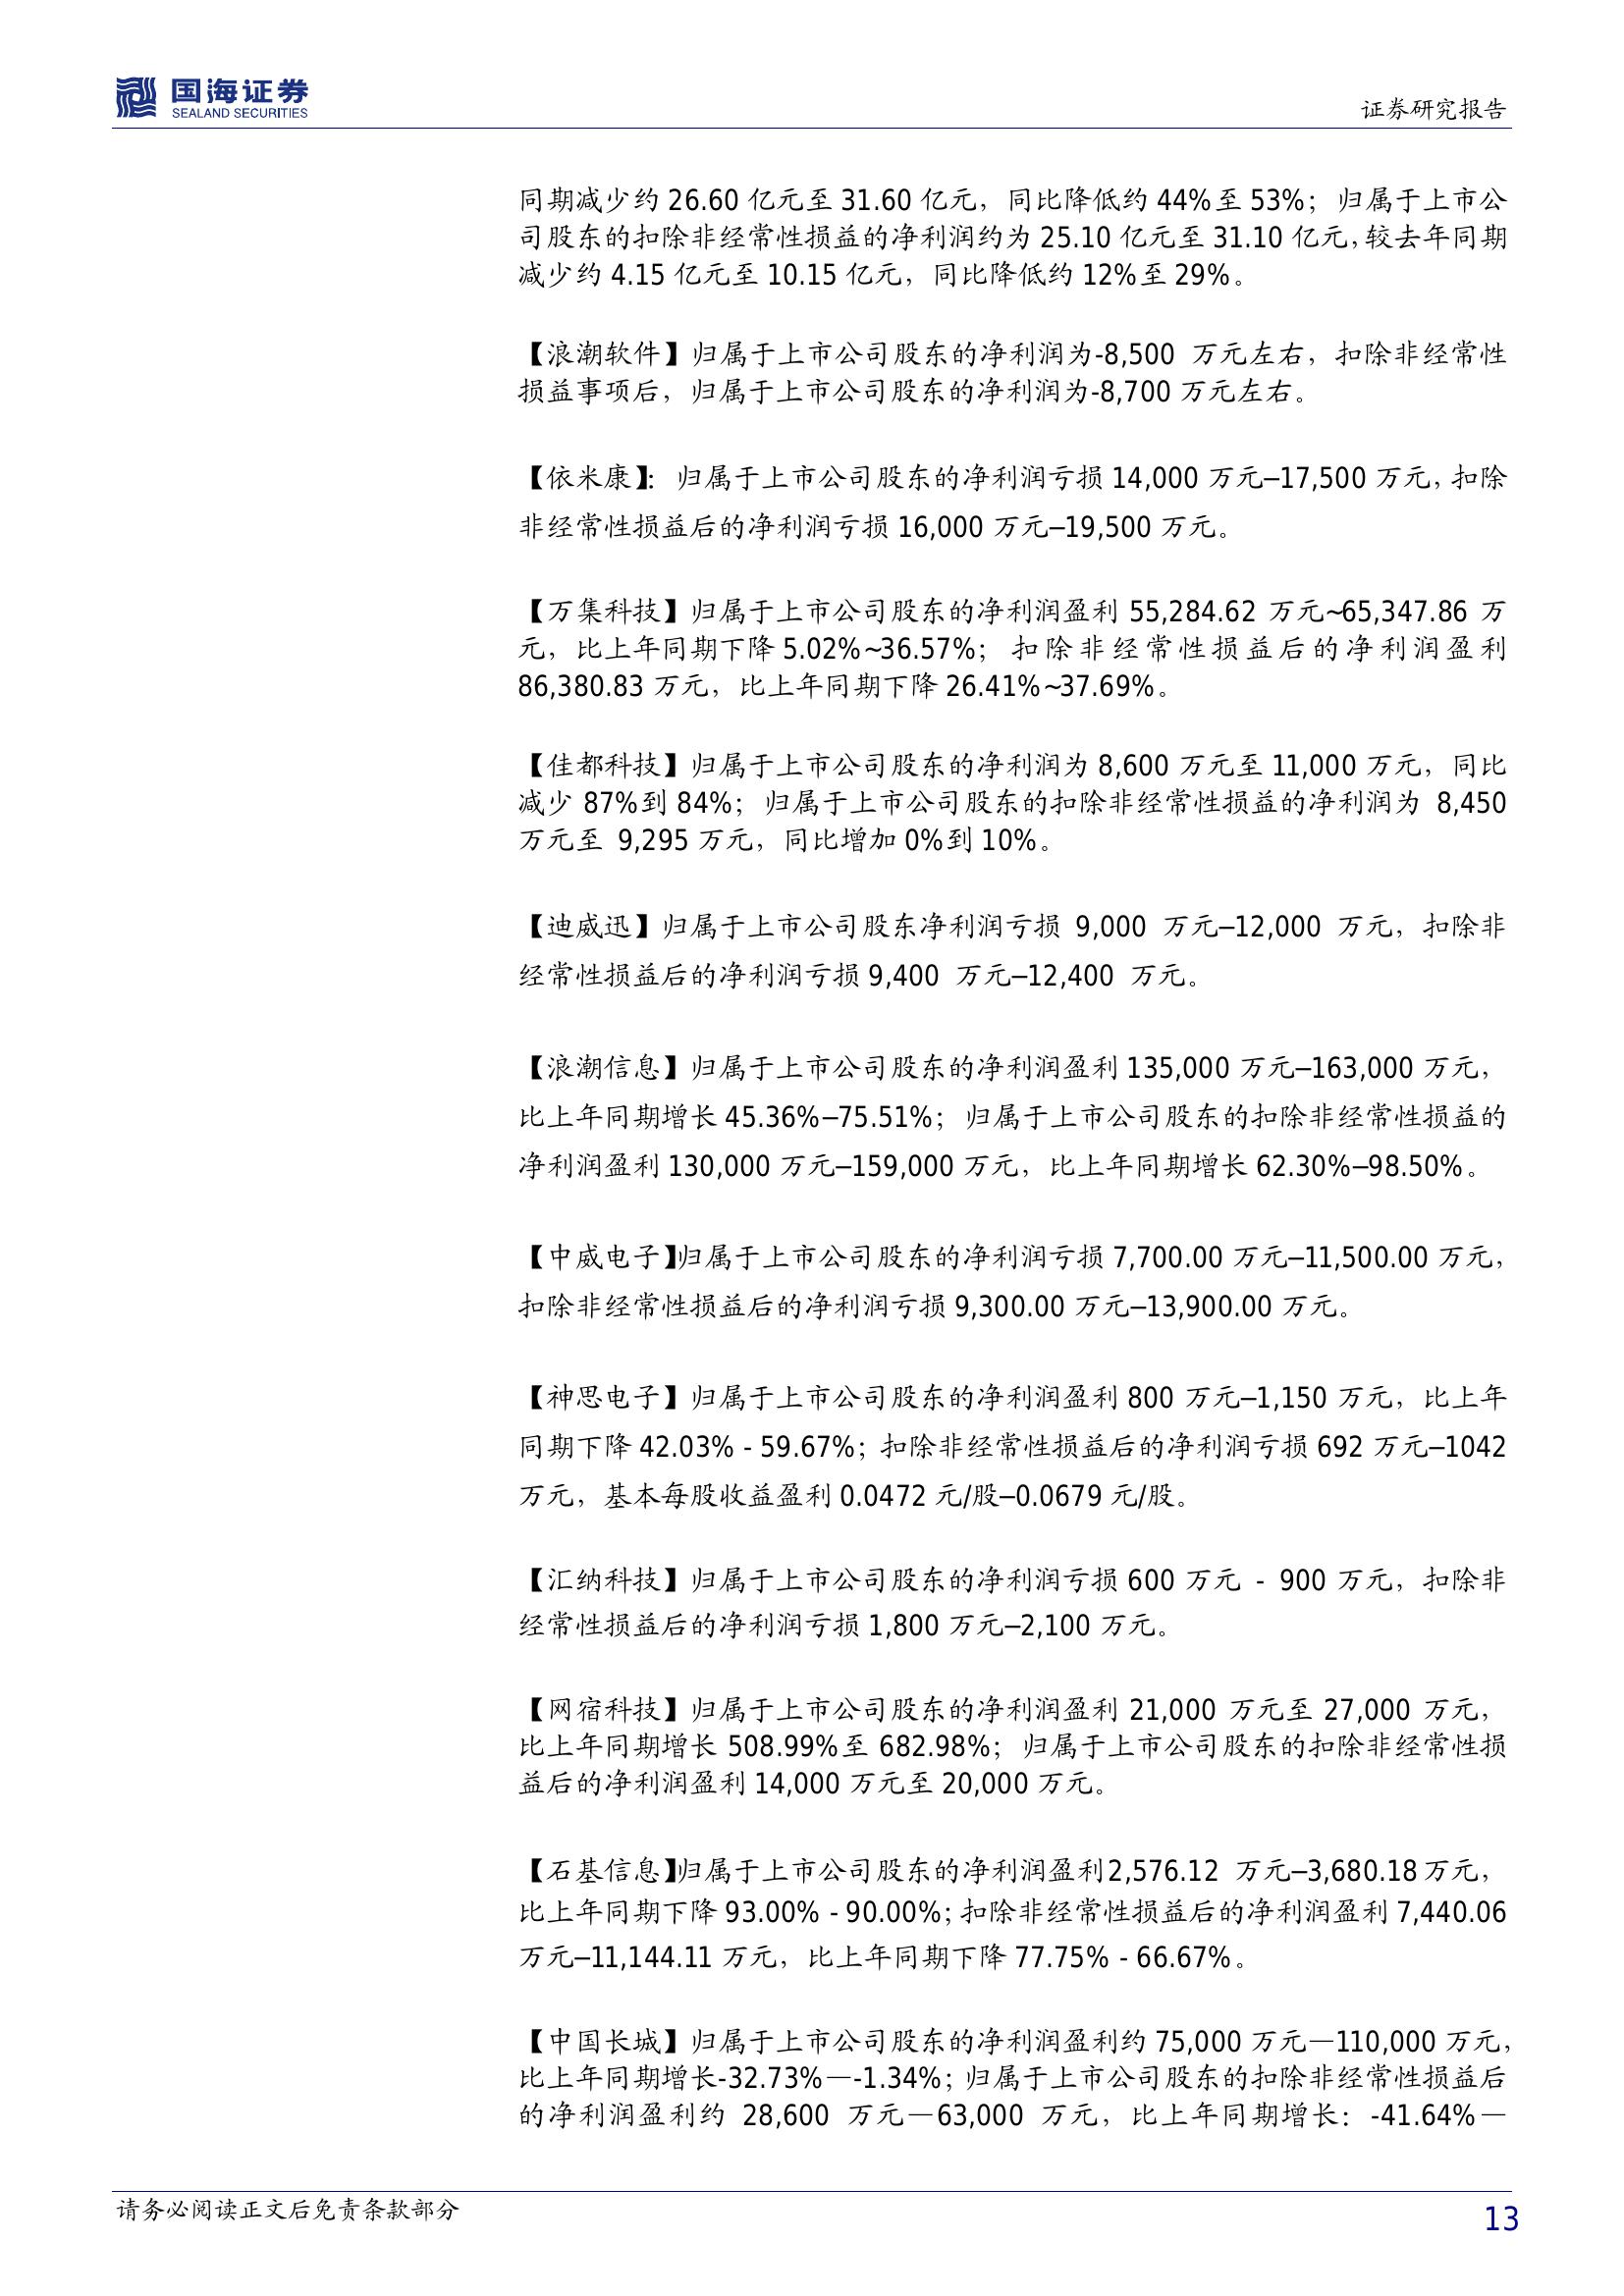 国海证券
SEALAND SECURITIES
证券研究报告
同期减少约 26.60 亿元至 31.60 亿元，同比降低约 44%至 53%；归属于上市公
司股东的扣除非经常性损益的净利润约为 25.10 亿元至 31.10 亿元，较去年同期
减少约 4.15 亿元至 10.15 亿元，同比降低约 12%至 29%。
【浪潮软件】归属于上市公司股东的净利润为-8,500 万元左右，扣除非经常性
损益事项后，归属于上市公司股东的净利润为-8,700 万元左右。
【依米康】：归属于上市公司股东的净利润亏损 14,000 万元–17,500 万元，扣除
非经常性损益后的净利润亏损 16,000 万元–19,500 万元。
【万集科技】归属于上市公司股东的净利润盈利 55,284.62 万元~65,347.86 万
元，比上年同期下降 5.02%~36.57%；扣除非经常性损益后的净利润盈利
86,380.83 万元，比上年同期下降 26.41%~37.69%。
【佳都科技】归属于上市公司股东的净利润为 8,600 万元至 11,000 万元，同比
减少 87%到 84%；归属于上市公司股东的扣除非经常性损益的净利润为 8,450
万元至 9,295 万元，同比增加 0%到 10%。
【迪威迅】归属于上市公司股东净利润亏损 9,000 万元–12,000 万元，扣除非
经常性损益后的净利润亏损 9,400 万元–12,400 万元。
【浪潮信息】归属于上市公司股东的净利润盈利 135,000 万元–163,000 万元，
比上年同期增长 45.36%–75.51%；归属于上市公司股东的扣除非经常性损益的
净利润盈利 130,000 万元–159,000 万元，比上年同期增长 62.30%–98.50%。
【中威电子】归属于上市公司股东的净利润亏损 7,700.00 万元–11,500.00 万元，
扣除非经常性损益后的净利润亏损 9,300.00 万元–13,900.00 万元。
【神思电子】归属于上市公司股东的净利润盈利 800 万元–1,150 万元，比上年
同期下降 42.03% - 59.67%；扣除非经常性损益后的净利润亏损 692 万元–1042
万元，基本每股收益盈利 0.0472 元/股–0.0679 元/股。
【汇纳科技】归属于上市公司股东的净利润亏损 600 万元 - 900 万元，扣除非
经常性损益后的净利润亏损 1,800 万元–2,100 万元。
【网宿科技】归属于上市公司股东的净利润盈利 21,000 万元至 27,000 万元，
比上年同期增长 508.99%至 682.98%；归属于上市公司股东的扣除非经常性损
益后的净利润盈利 14,000 万元至 20,000 万元。
【石基信息】归属于上市公司股东的净利润盈利 2,576.12 万元–3,680.18 万元，
比上年同期下降 93.00% - 90.00%；扣除非经常性损益后的净利润盈利 7,440.06
万元–11,144.11 万元，比上年同期下降 77.75% - 66.67%。
【中国长城】归属于上市公司股东的净利润盈利约 75,000 万元—110,000 万元，
比上年同期增长-32.73%—-1.34%；归属于上市公司股东的扣除非经常性损益后
的净利润盈利约 28,600 万元—63,000 万元，比上年同期增长：-41.64%—
请务必阅读正文后免责条款部分
13